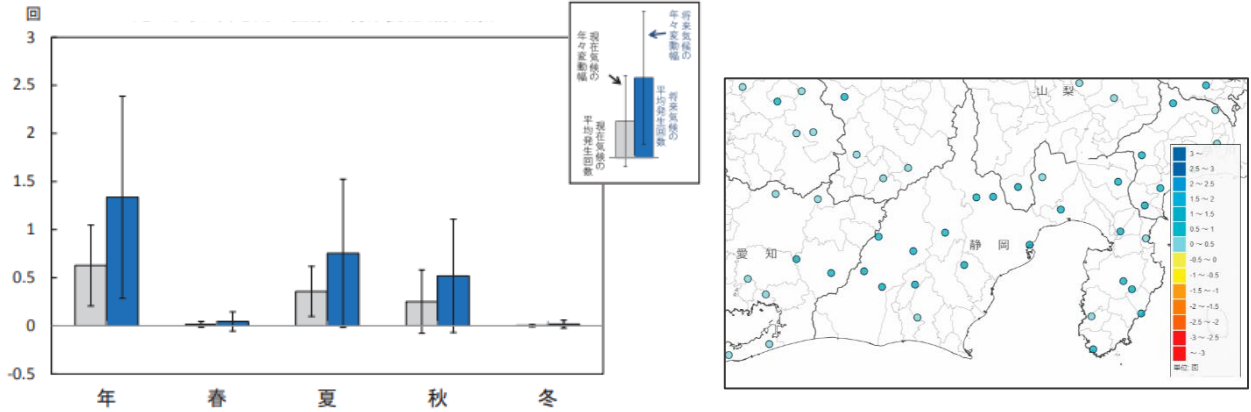 回
3
2.5
2
1.5
1
0.5
0
-0.5
年
春
夏
秋
冬
将来気候の
年々変動幅
現在気候の
年々変動幅
将来気候の
平均発生回数
現在気候の
平均発生回数
山 梨
愛 知
静 岡
3 ～
2.5 ～ 3
2 ～ 2.5
1.5 ～ 2
1 ～ 1.5
0.5 ～ 1
0 ～ 0.5
-0.5 ～ 0
-1 ～ -0.5
-1.5 ～ -1
-2 ～ -1.5
-2.5 ～ -2
-3 ～ -2.5
～ -3
単位: 回